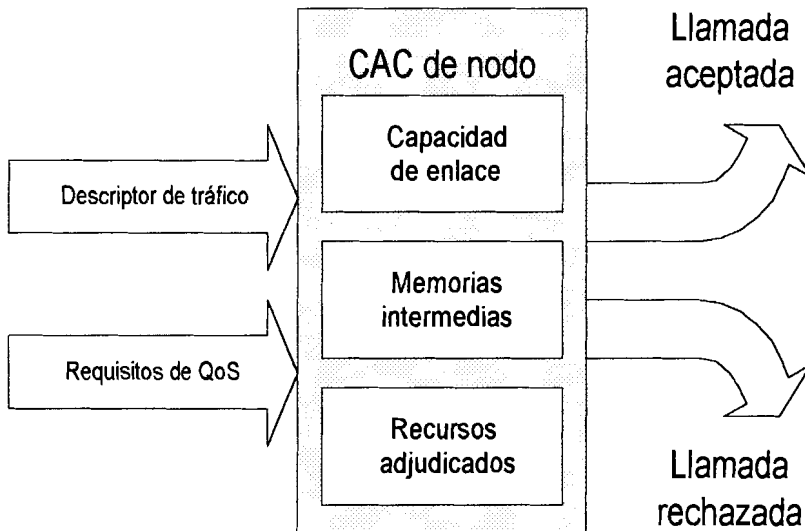 CAC de nodo
Capacidad
de enlace
Memorias
intermedias
Recursos
adjudicados
Descriptor de tráfico
Requisitos de QoS
Llamada
aceptada
Llamada
rechazada